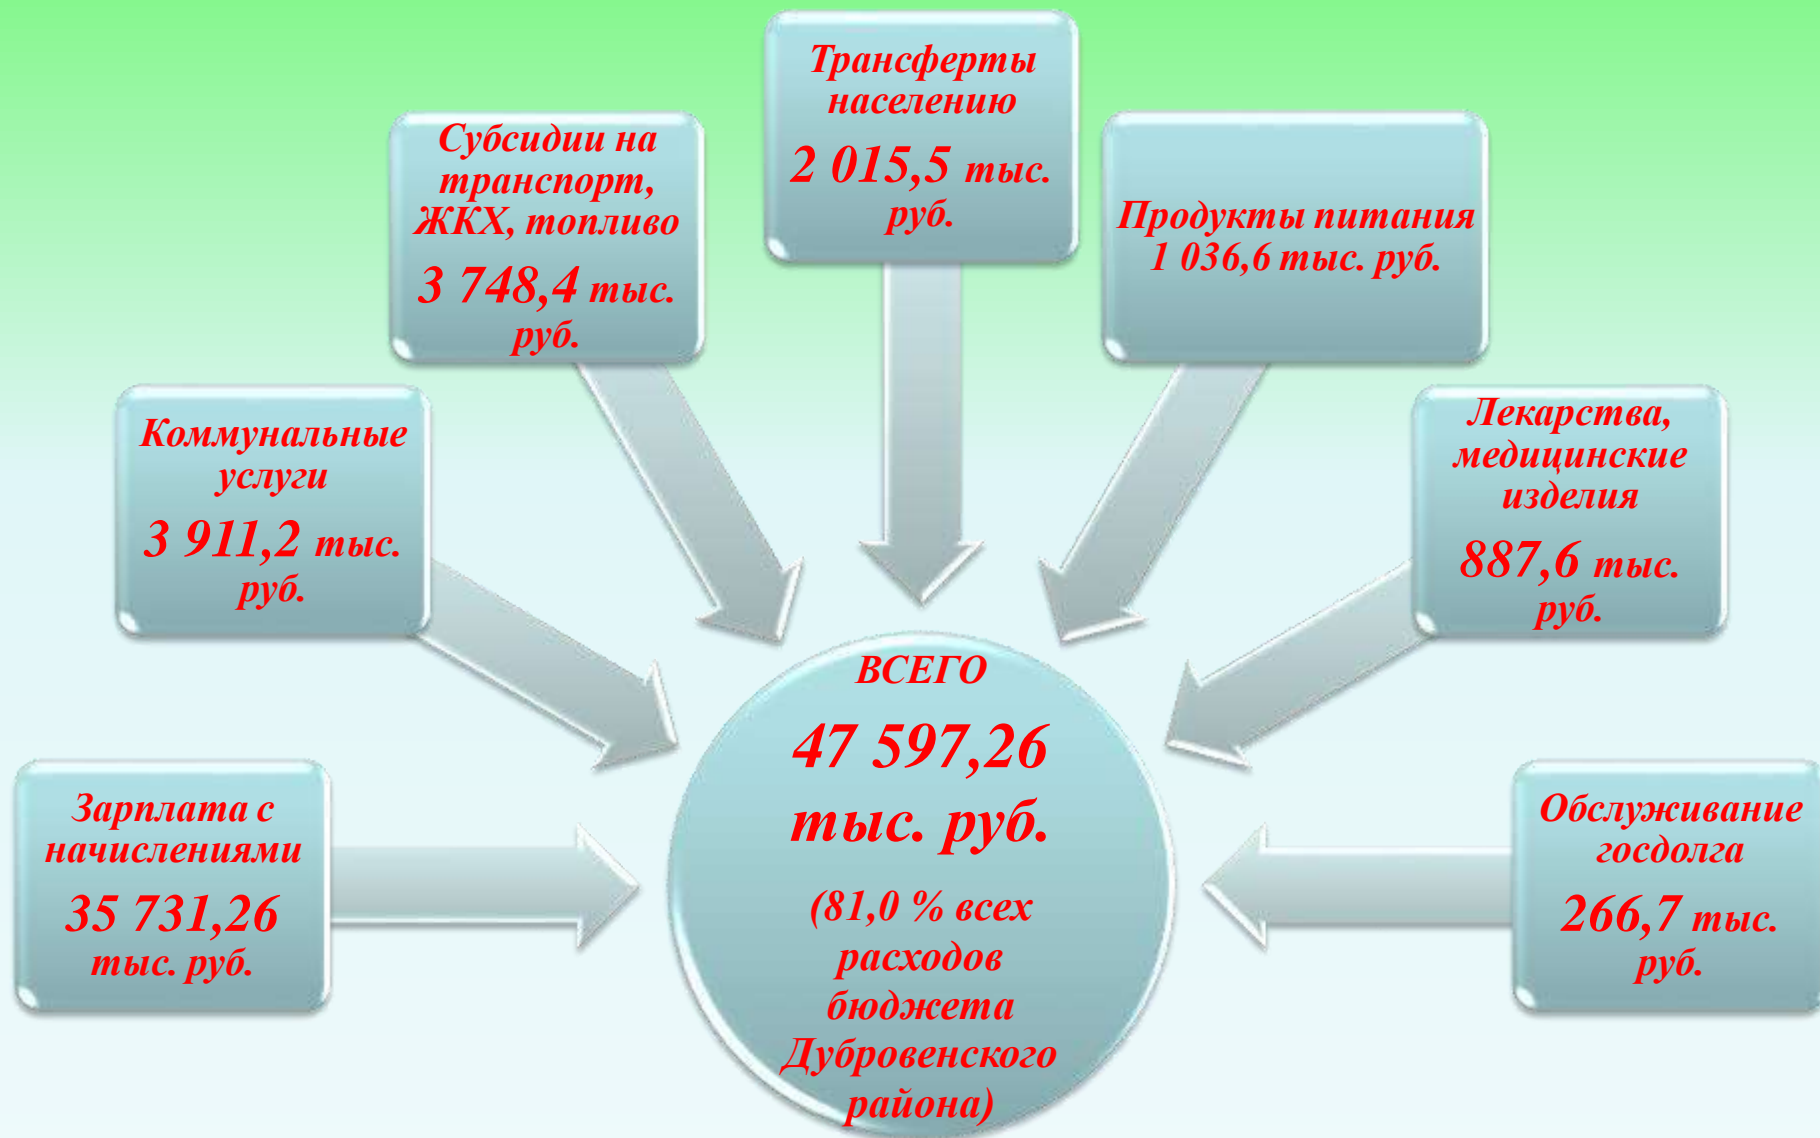 Трансферты
населению
2 015,5 тыс.
руб.
Субсидии на
транспорт,
ЖКХ, топливо
3 748,4 тыс.
руб.
Продукты питания
1 036,6 тыс. руб.
Коммунальные
услуги
3 911,2 тыс.
руб.
Лекарства,
медицинские
изделия
887,6 тыс.
руб.
Зарплата с
начислениями
35 731,26
тыс. руб.
ВСЕГО
47 597,26
тыс. руб.
(81,0 % всех
расходов
бюджета
Дубровенского
района)
Обслуживание
госдолга
266,7 тыс.
руб.